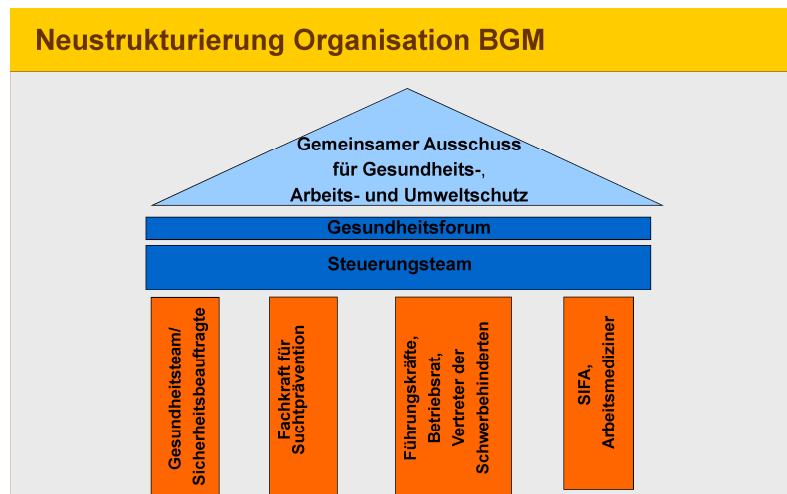 Neustrukturierung Organisation BGM
Gemeinsamer Ausschuss
für Gesundheits-,
Arbeits- und Umweltschutz
Gesundheitsforum
Steuerungsteam
Gesundheitsteam/
Sicherheitsbeauftragte
Fachkraft für
Suchtprävention
Führungskräfte,
Betriebsrat,
Vertreter der
Schwerbehinderten
SIFA,
Arbeitsmediziner